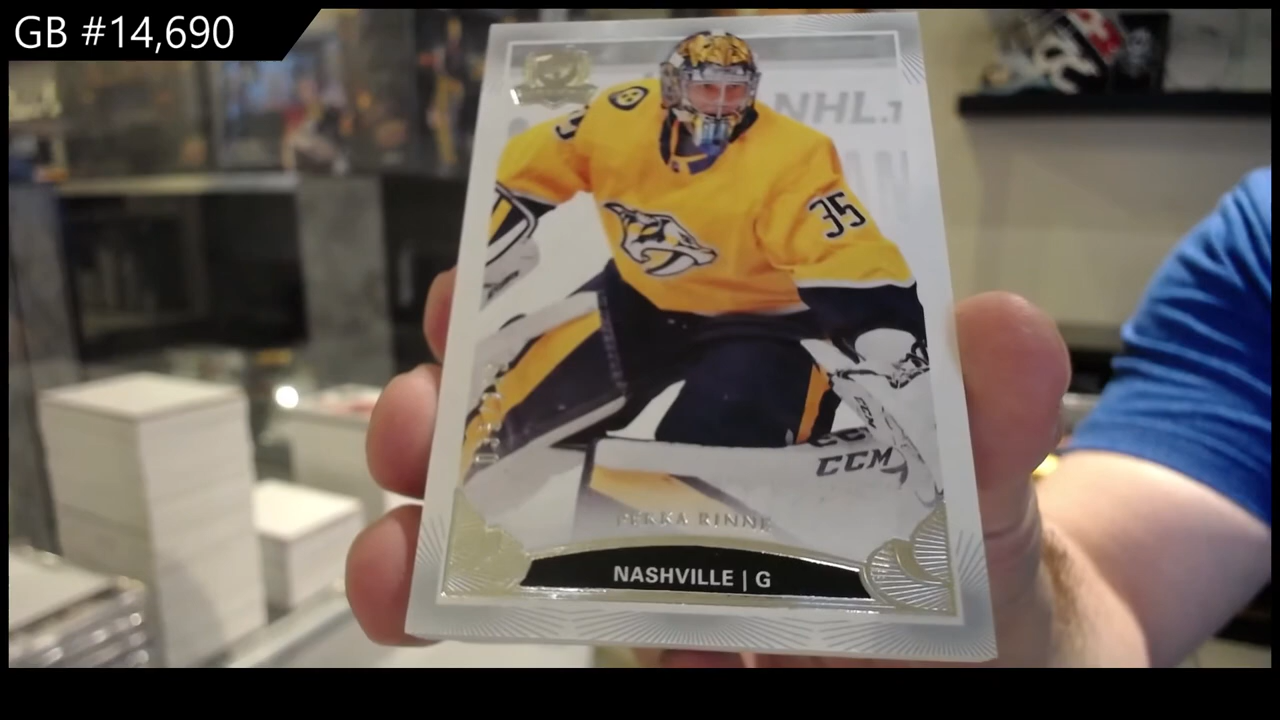 GB #14,690
NHL.
35
CCM
PEKKA RINNE
NASHVILLE | G